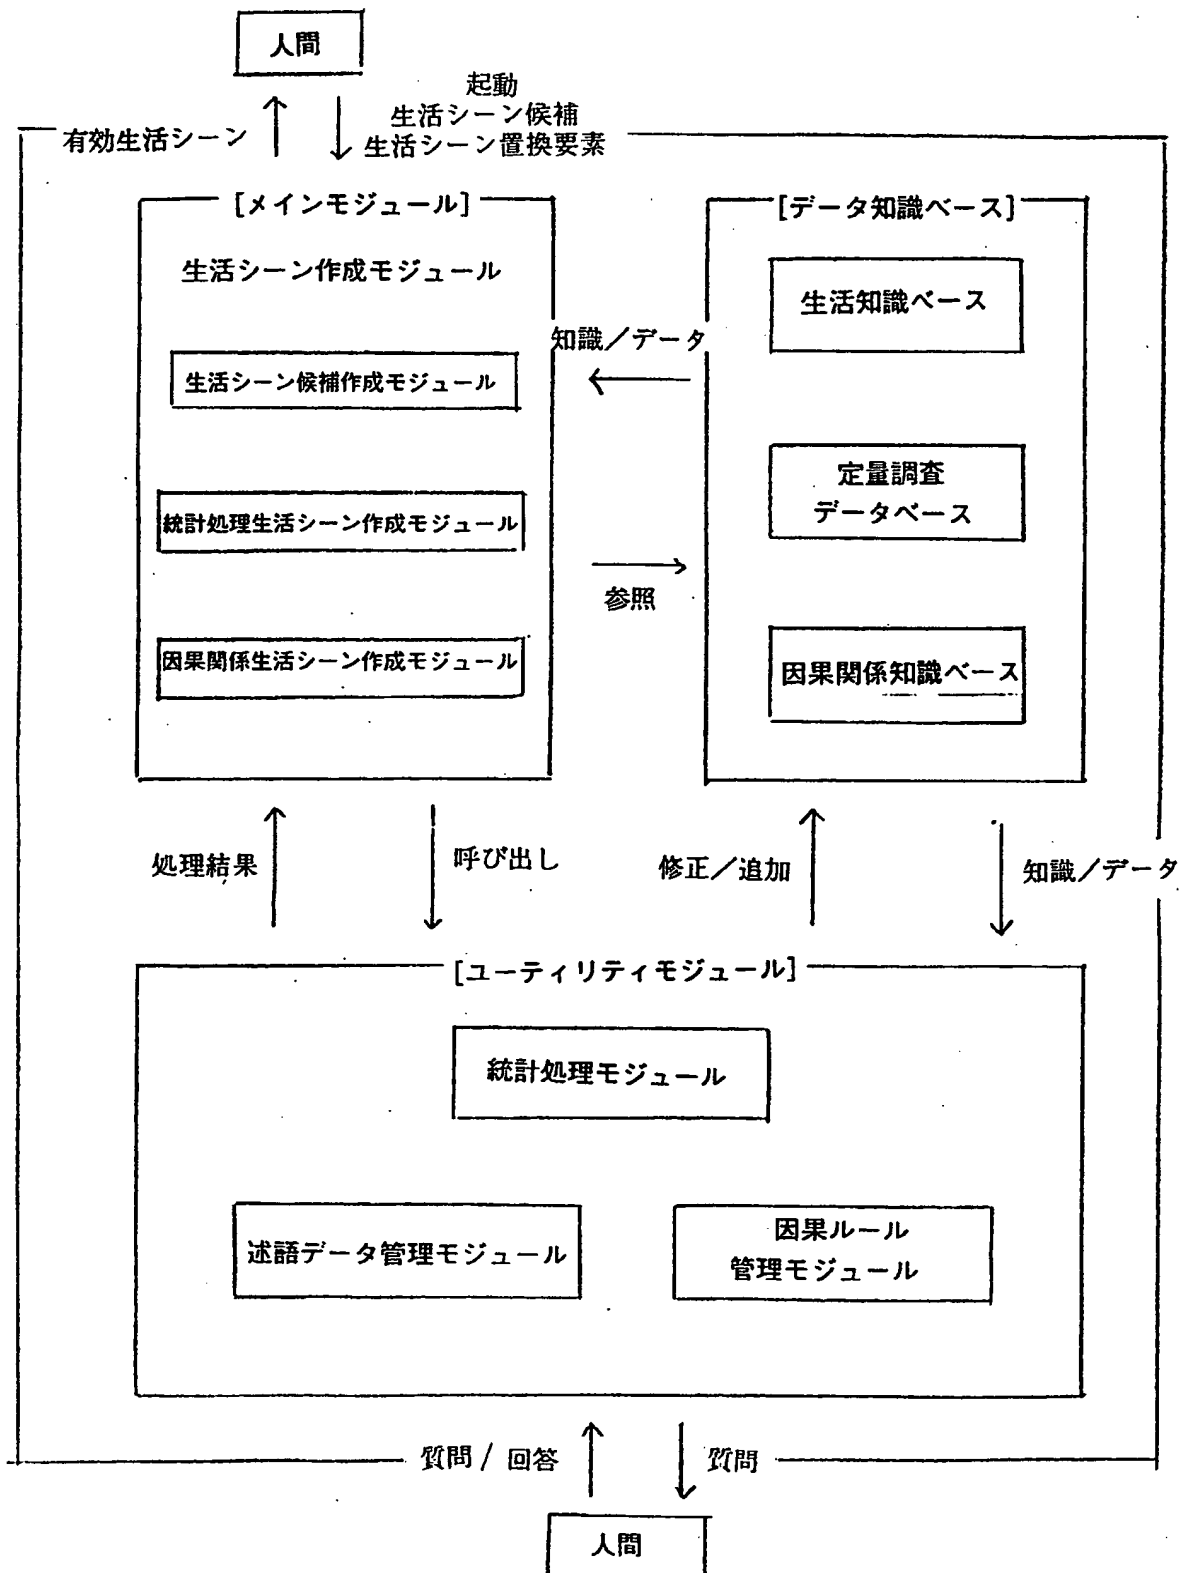 人間
起動
生活シーン候補
有効生活シーン
生活シーン置換要素
[メインモジュール]
[データ知識ベース]
生活シーン作成モジュール
生活知識ベース
知識／データ
生活シーン候補作成モジュール
定量調査
データベース
統計処理生活シーン作成モジュール
参照
因果関係生活シーン作成モジュール
因果関係知識ベース
処理結果
呼び出し
修正／追加
知識／データ
[ユーティリティモジュール]
統計処理モジュール
述語データ管理モジュール
因果ルール
管理モジュール
質問 / 回答
質問
人間